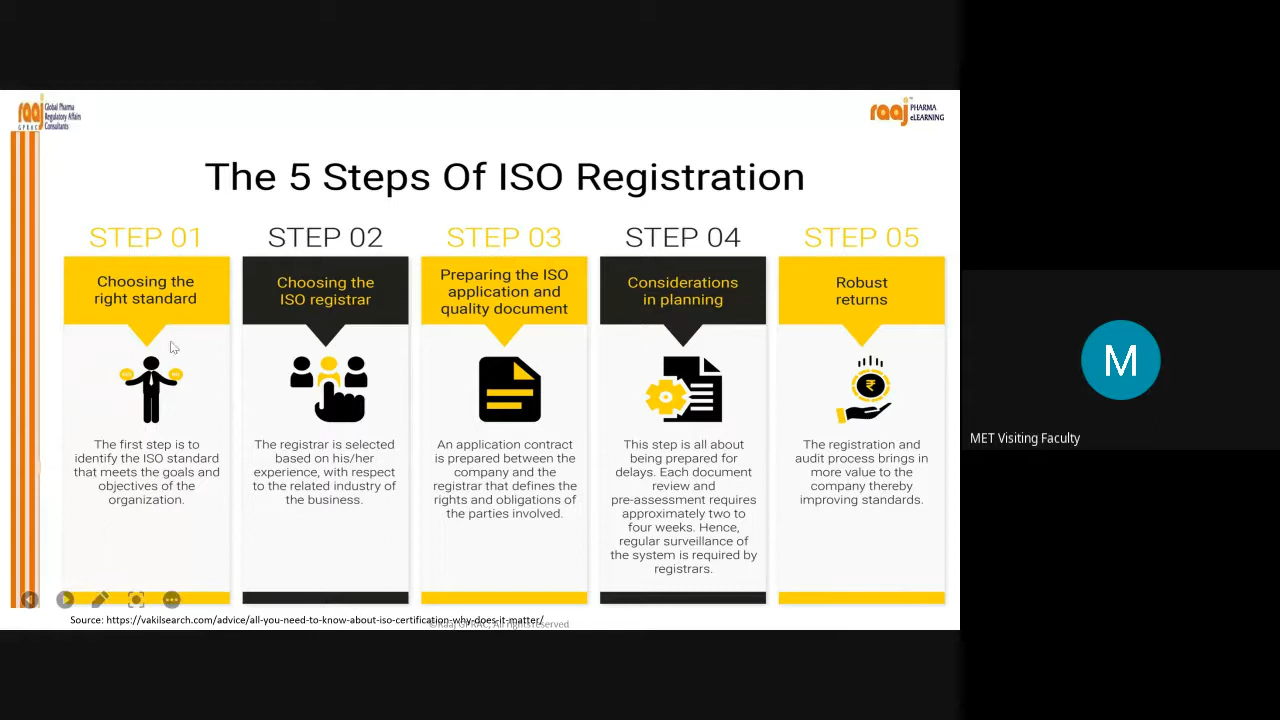 raaj
GPRAC
Global Pharma
Regulatory Affairs
Consultants
raaj
PHARMA
eLEARNING
The 5 Steps Of ISO Registration
STEP 01
Choosing the
right standard
The first step is to
identify the ISO standard
that meets the goals and
objectives of the
organization.
STEP 02
Choosing the
ISO registrar
The registrar is selected
based on his/her
experience, with respect
to the related industry of
the business.
STEP 03
Preparing the ISO
application and
quality document
An application contract
is prepared between the
company and the
registrar that defines the
rights and obligations of
the parties involved.
STEP 04
Considerations
in planning
This step is all about
being prepared for
delays. Each document
review and
pre-assessment requires
approximately two to
four weeks. Hence,
regular surveillance of
the system is required by
registrars.
STEP 05
Robust
returns
₹
The registration and
audit process brings in
more value to the
company thereby
improving standards.
Source: https://vakilsearch.com/advice/all-you-need-to-know-about-iso-certification-why-does-it-matter/
©Raaj GPRAC, All rights reserved
M
MET Visiting Faculty